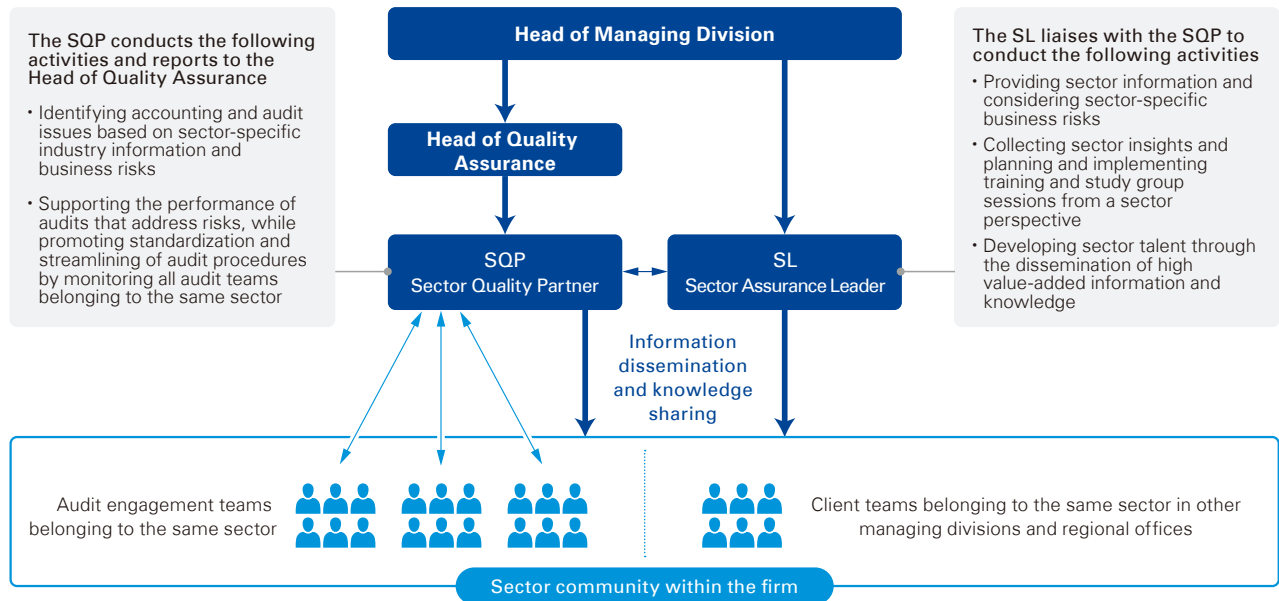 The SQP conducts the following
activities and reports to the
Head of Quality Assurance
• Identifying accounting and audit
issues based on sector-specific
industry information and
business risks
• Supporting the performance of
audits that address risks, while
promoting standardization and
streamlining of audit procedures
by monitoring all audit teams
belonging to the same sector
Head of Managing Division
Head of Quality
Assurance
SQP
Sector Quality Partner
SL
Sector Assurance Leader
The SL liaises with the SQP to
conduct the following activities
• Providing sector information and
considering sector-specific
business risks
• Collecting sector insights and
planning and implementing
training and study group
sessions from a sector
perspective
• Developing sector talent through
the dissemination of high
value-added information and
knowledge
Information
dissemination
and knowledge
sharing
Audit engagement teams
belonging to the same sector
Client teams belonging to the same sector in other
managing divisions and regional offices
Sector community within the firm